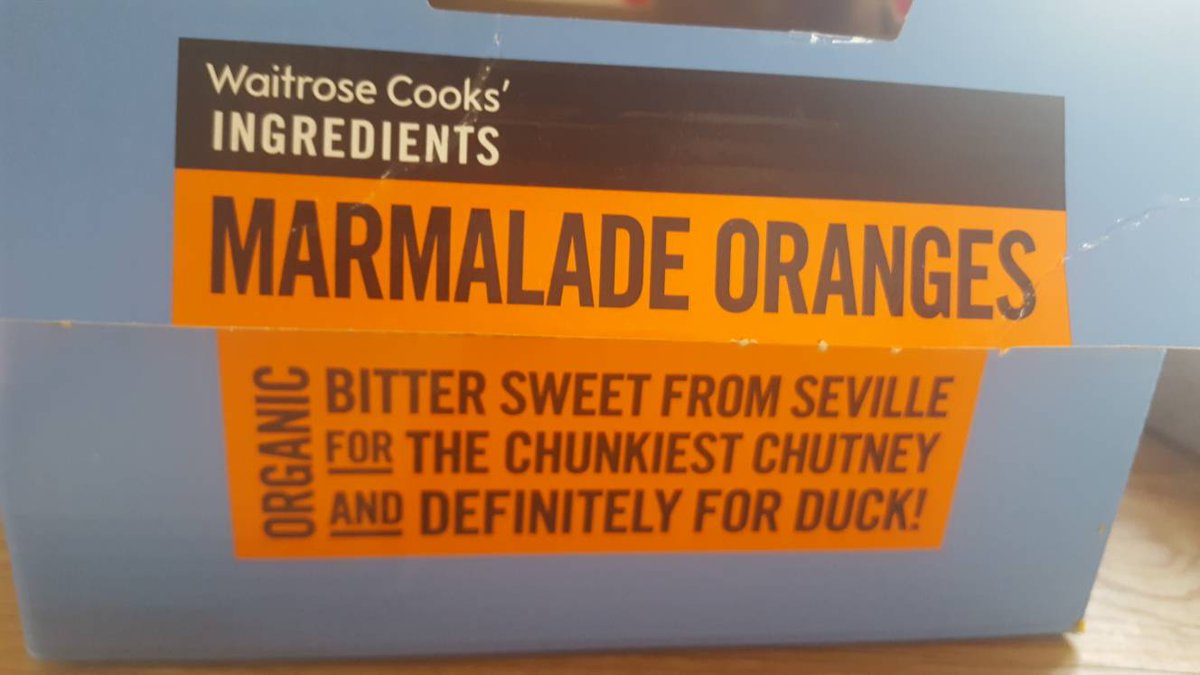 Waitrose Cooks'
INGREDIENTS
MARMALADE ORANGES
ORGANIC
BITTER SWEET FROM SEVILLE
FOR THE CHUNKIEST CHUTNEY
AND DEFINITELY FOR DUCK!